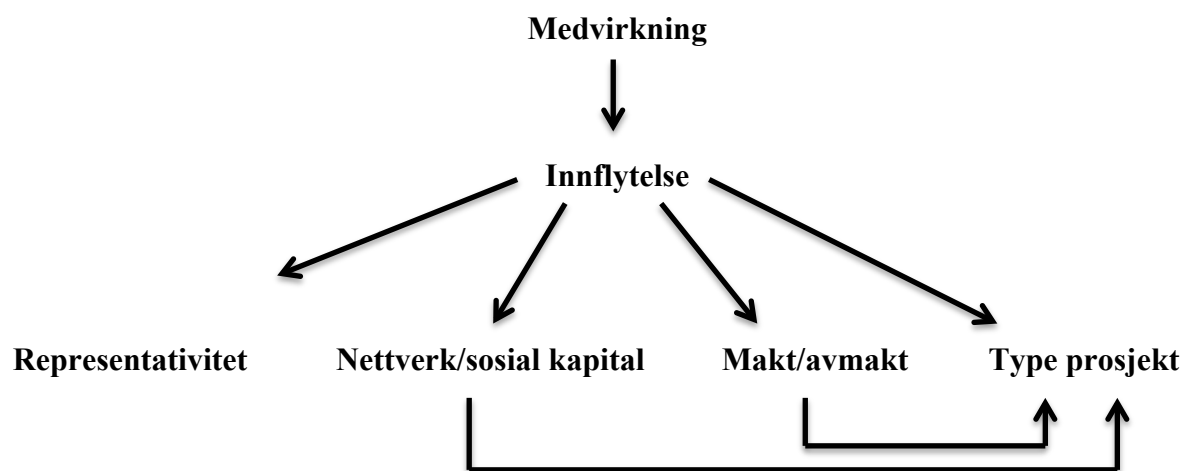 Medvirkning
Innflytelse
Representativitet Nettverk/sosial kapital Makt/avmakt Type prosjekt